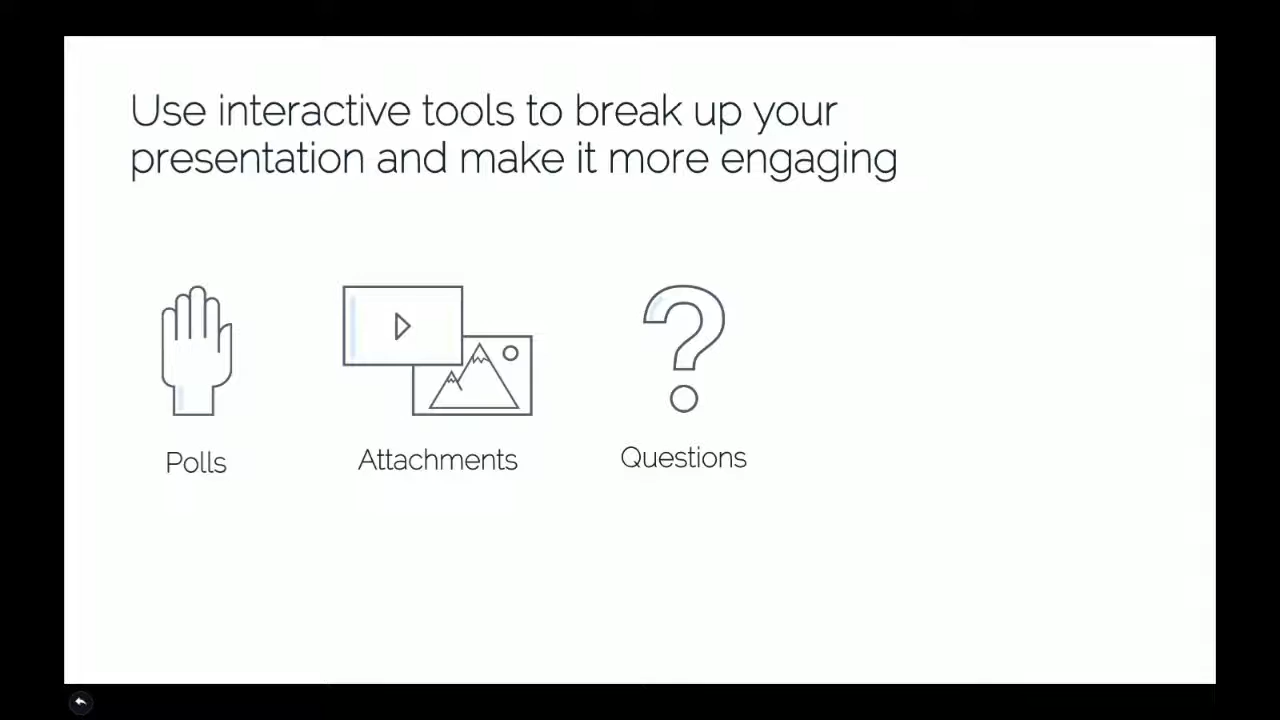 Use interactive tools to break up your
presentation and make it more engaging
Polls
Attachments
Questions